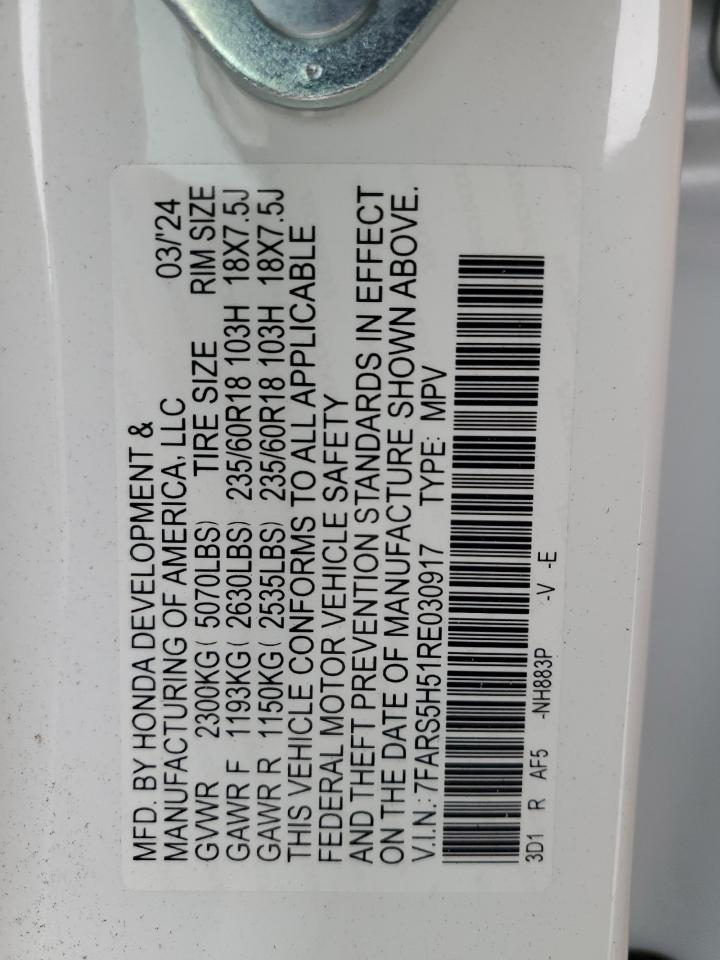 MFD. BY HONDA DEVELOPMENT &
MANUFACTURING OF AMERICA, LLC 03/'24
GVWR 2300KG( 5070LBS) TIRE SIZE RIM SIZE
GAWR F 1193KG( 2630LBS) 235/60R18 103H 18X7.5J
GAWR R 1150KG( 2535LBS) 235/60R18 103H 18X7.5J
THIS VEHICLE CONFORMS TO ALL APPLICABLE
FEDERAL MOTOR VEHICLE SAFETY
AND THEFT PREVENTION STANDARDS IN EFFECT
ON THE DATE OF MANUFACTURE SHOWN ABOVE.
V.I.N.: 7FARS5H51RE030917 TYPE: MPV
3D1 R AF5 -NH883P -V -E